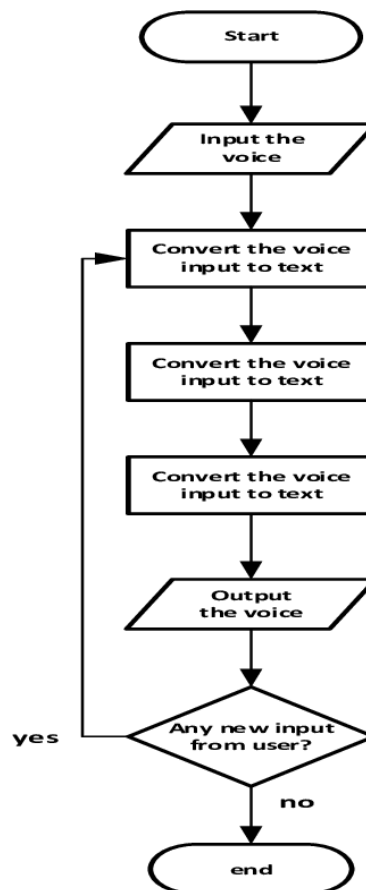 Start
Input the
voice
Convert the voice
input to text
Convert the voice
input to text
Convert the voice
input to text
Output
the voice
Any new input
from user?
yes
no
end